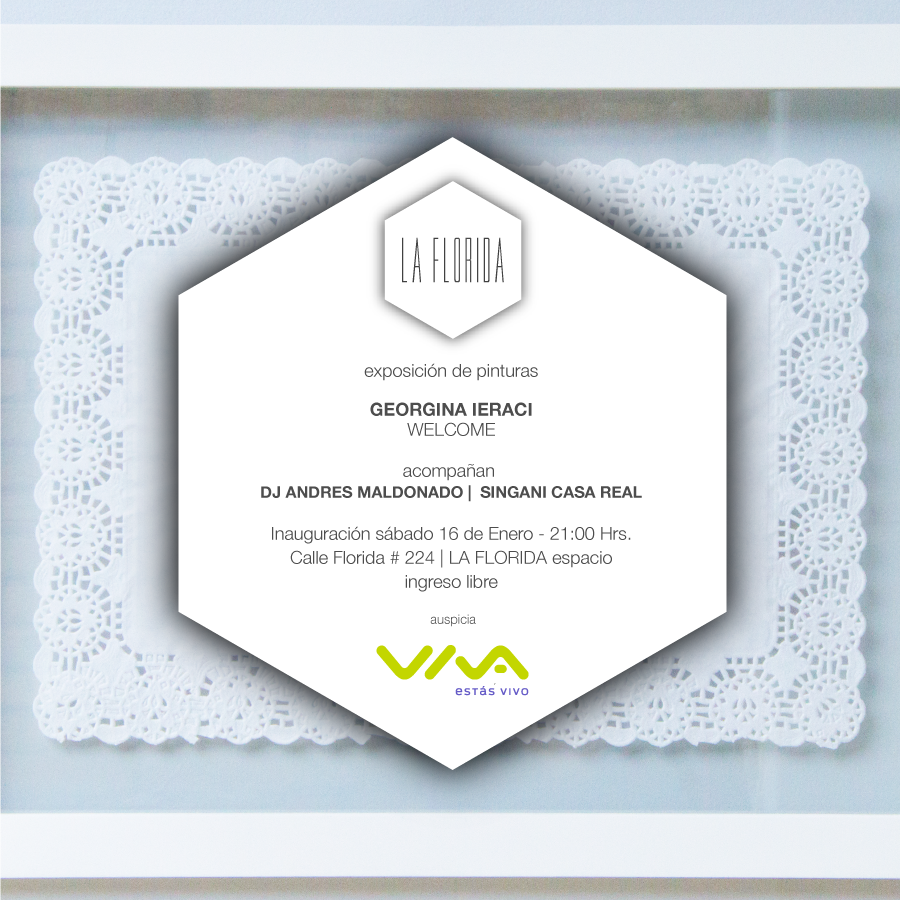 LA FLORIDA
exposición de pinturas
GEORGINA IERACI
WELCOME
acompañan
DJ ANDRES MALDONADO | SINGANI CASA REAL
Inauguración sábado 16 de Enero - 21:00 Hrs.
Calle Florida # 224 | LA FLORIDA espacio
ingreso libre
auspicia
VIVA
ESTÁS VIVO